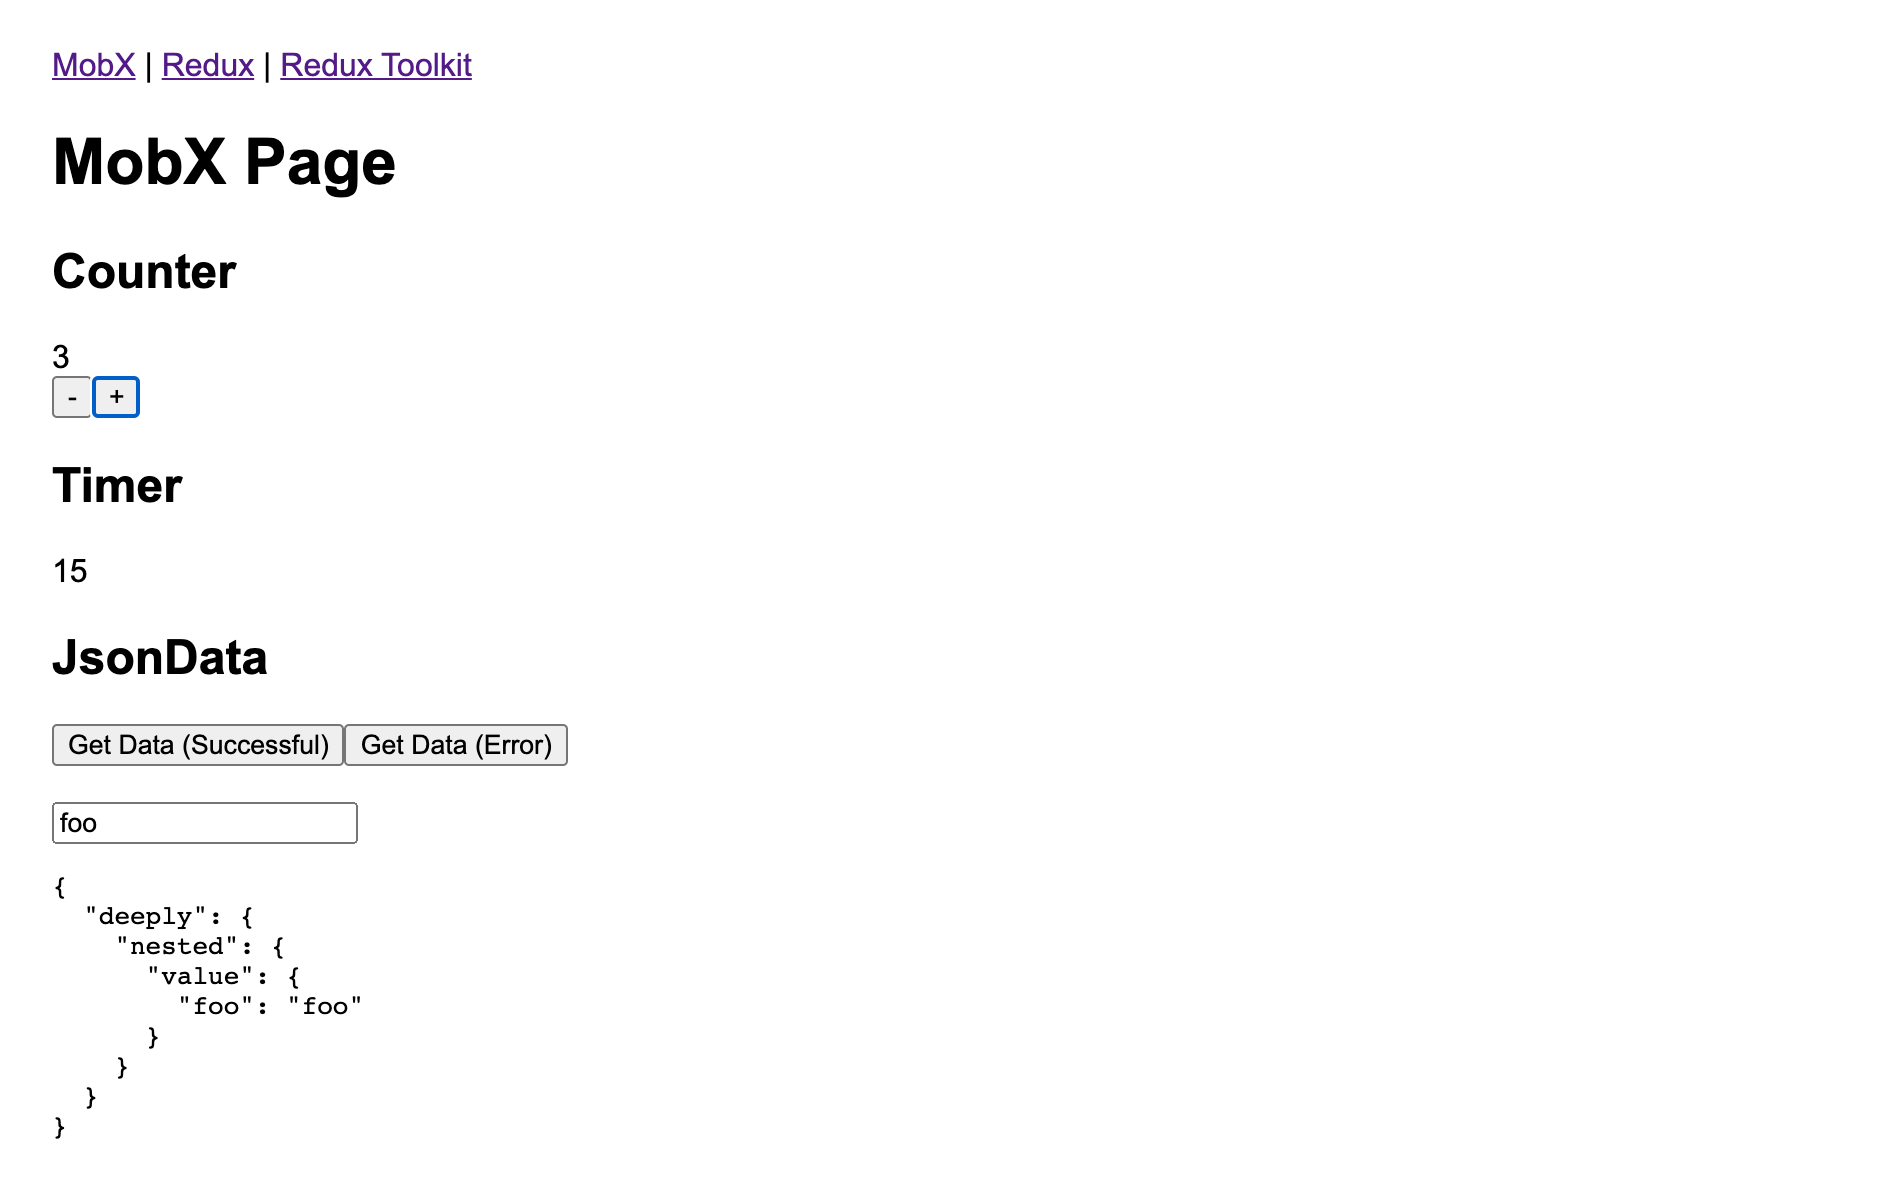 MobX | Redux | Redux Toolkit
MobX Page
Counter
3
- +
Timer
15
JsonData
Get Data (Successful) Get Data (Error)
foo
{
  "deeply": {
    "nested": {
      "value": {
        "foo": "foo"
      }
    }
  }
}